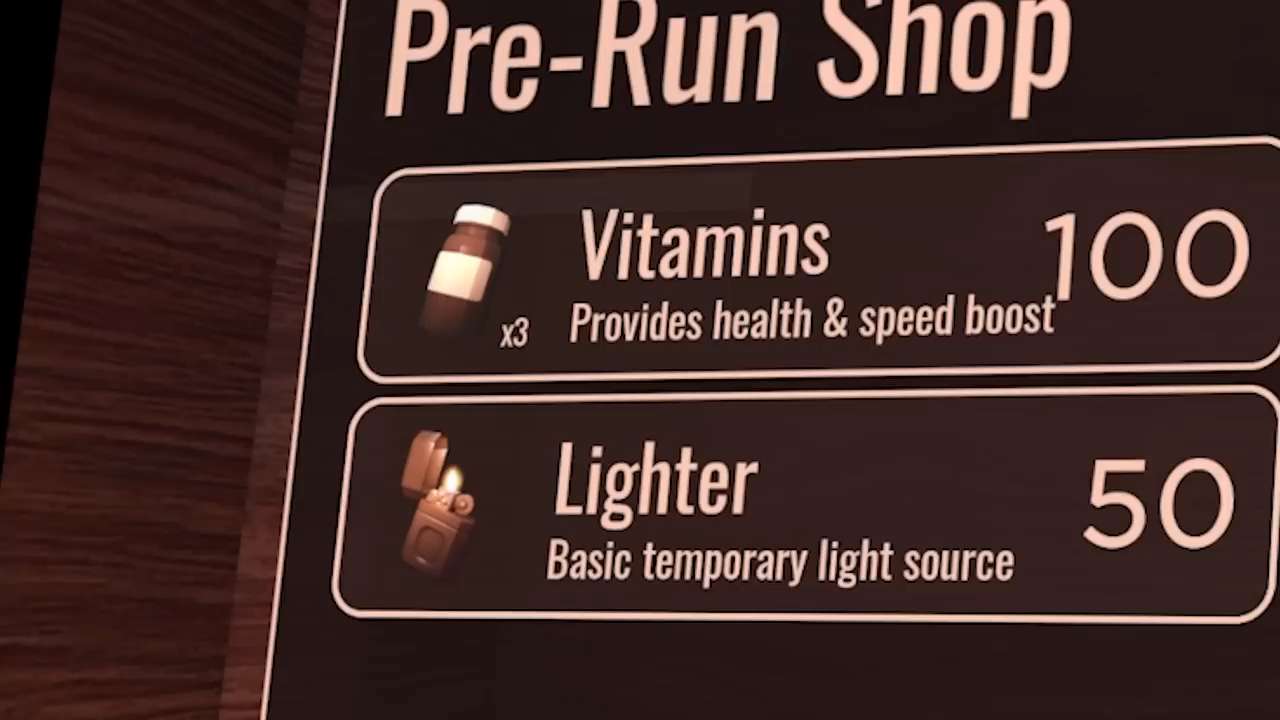 Pre-Run Shop
Vitamins
100
x3
Provides health & speed boost
Lighter
50
Basic temporary light source